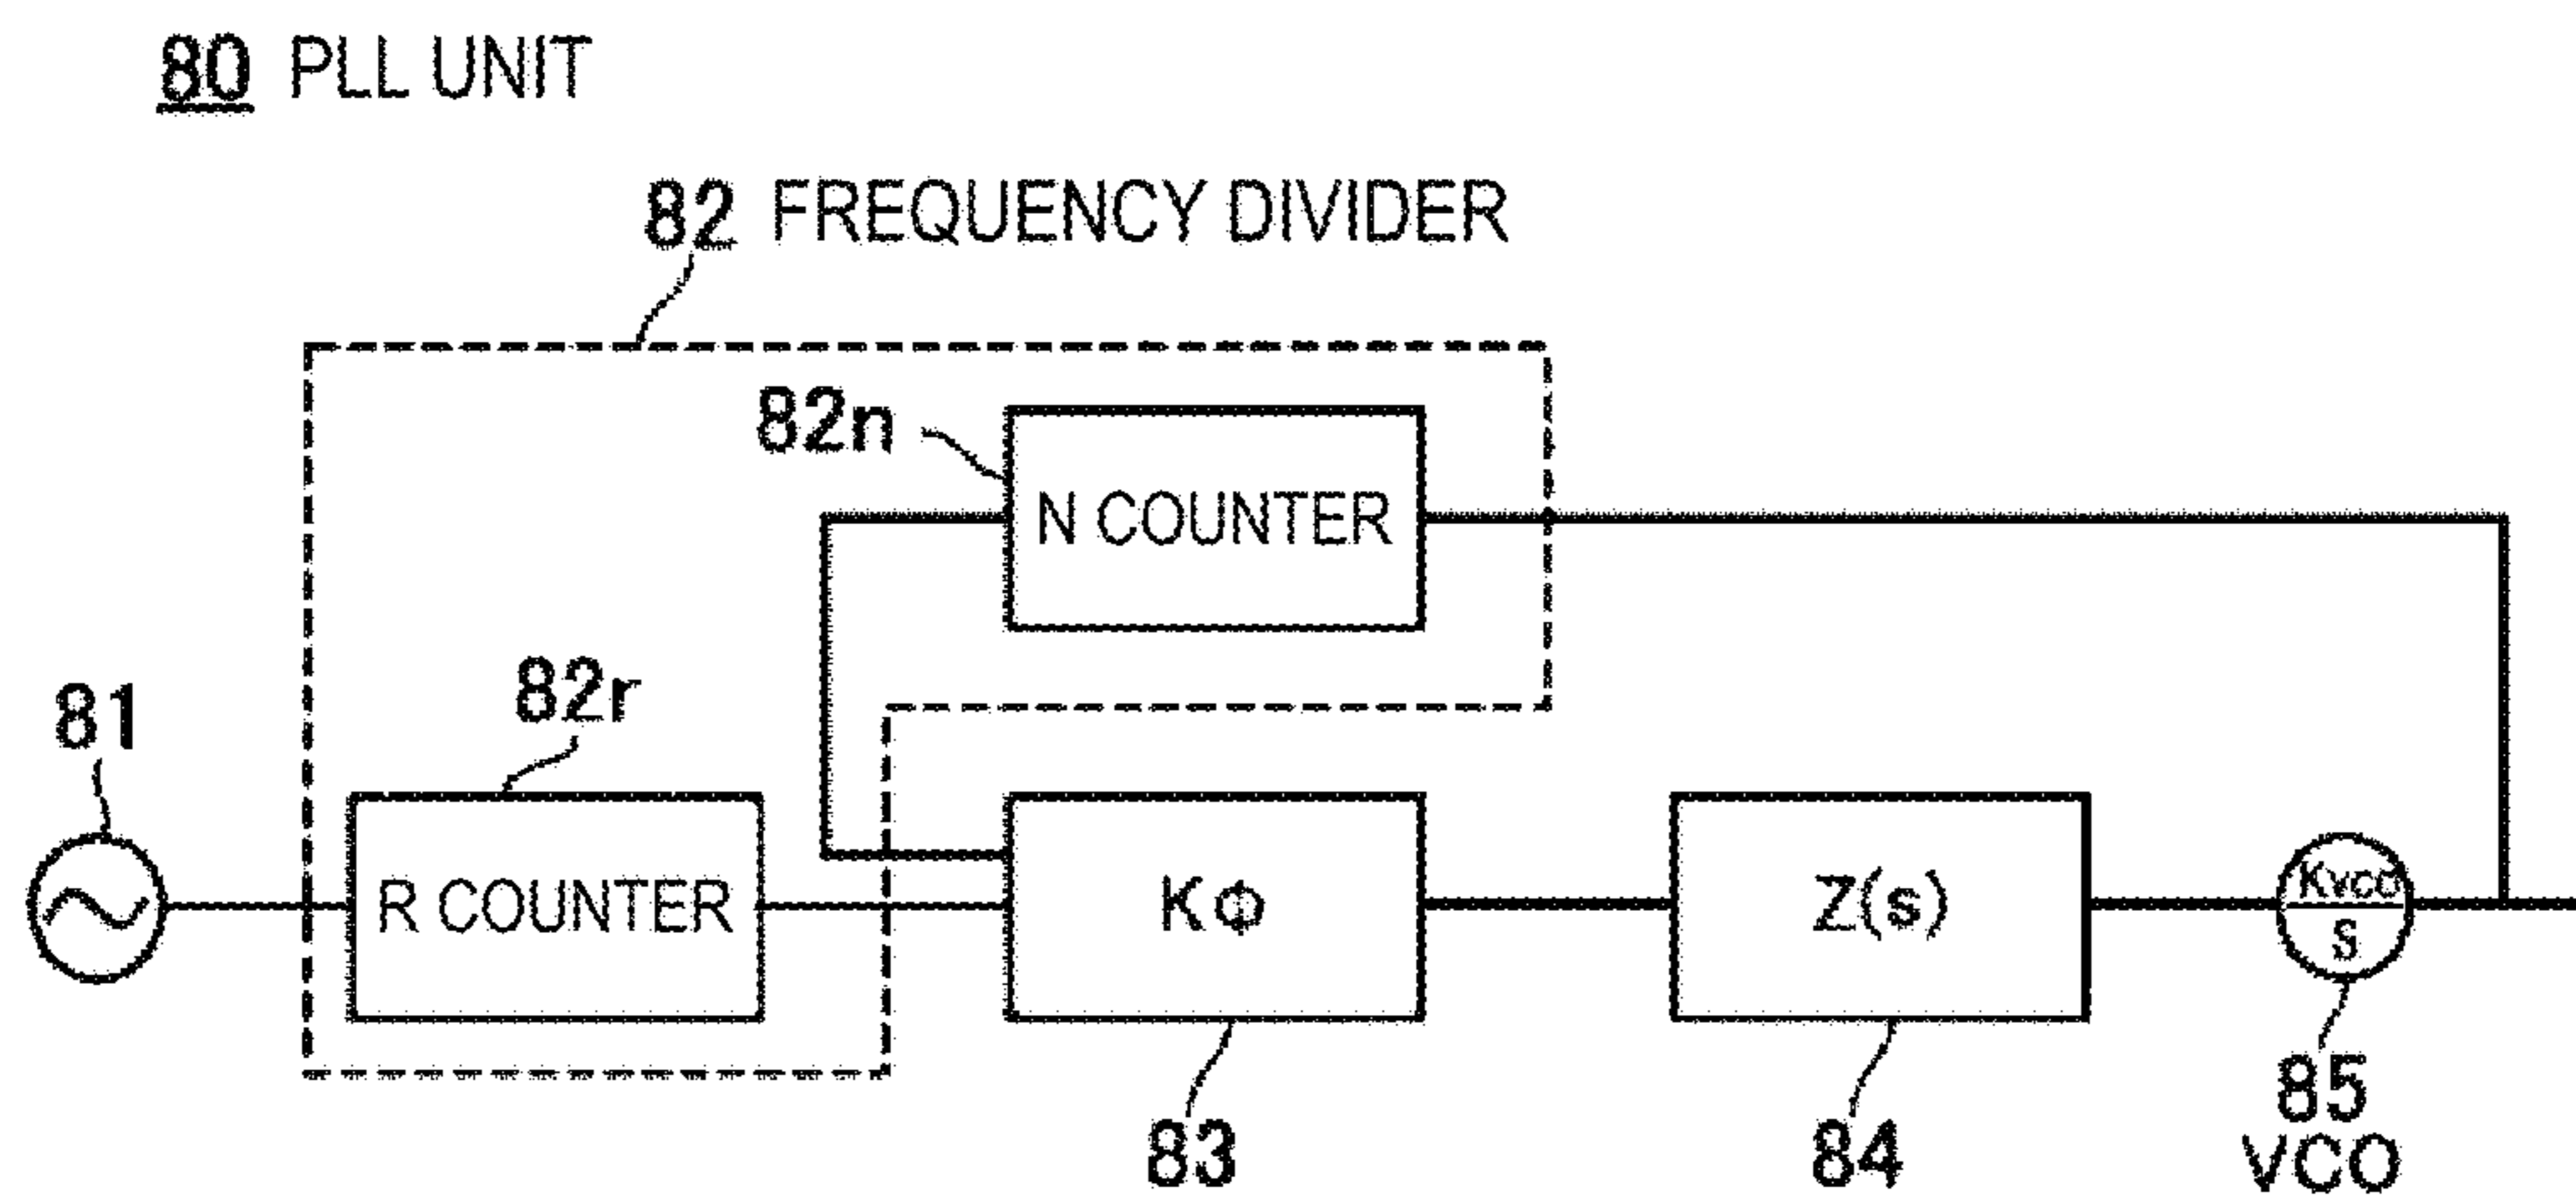 80 PLL UNIT
82 FREQUENCY DIVIDER
82n
N COUNTER
82r
81
R COUNTER
KΦ
Z(s)
KVCO
S
83
84
85
VCO